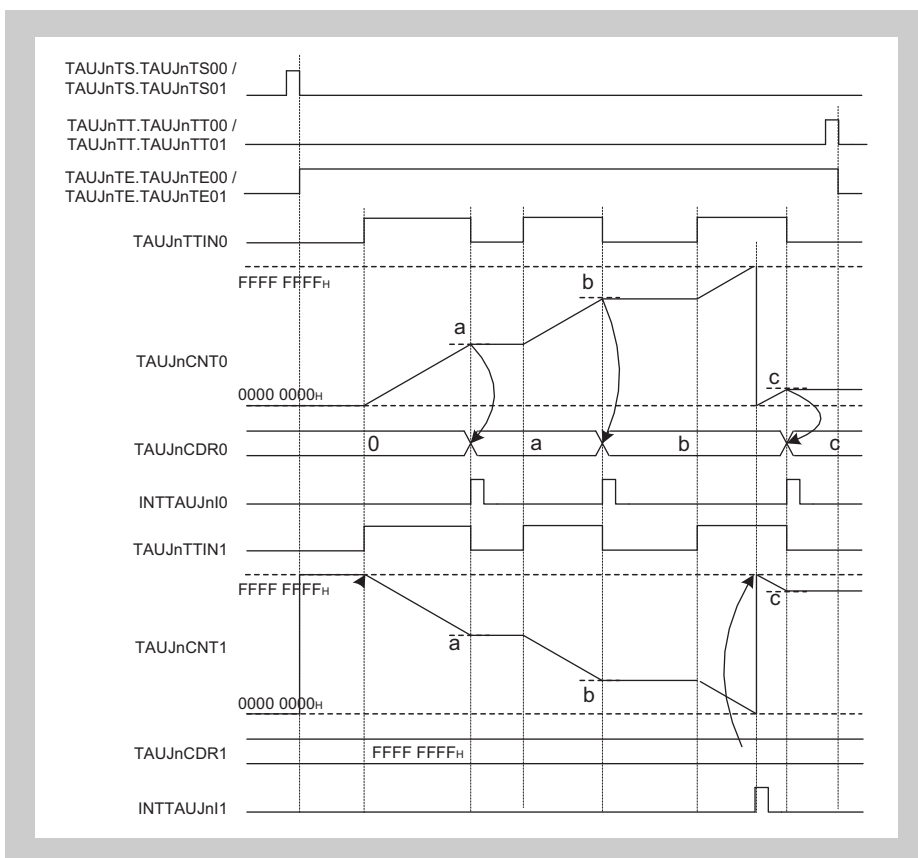 TAUJnTS.TAUJnTS00 /
TAUJnTS.TAUJnTS01
TAUJnTT.TAUJnTT00 /
TAUJnTT.TAUJnTT01
TAUJnTE.TAUJnTE00 /
TAUJnTE.TAUJnTE01
TAUJnTTIN0
FFFF FFFFH
b
a
TAUJnCNT0
c
0000 0000H
TAUJnCDR0 0 a b c
INTTAUJnI0
TAUJnTTIN1
FFFF FFFFH
c
TAUJnCNT1 a
b
0000 0000H
TAUJnCDR1 FFFF FFFFH
INTTAUJnI1